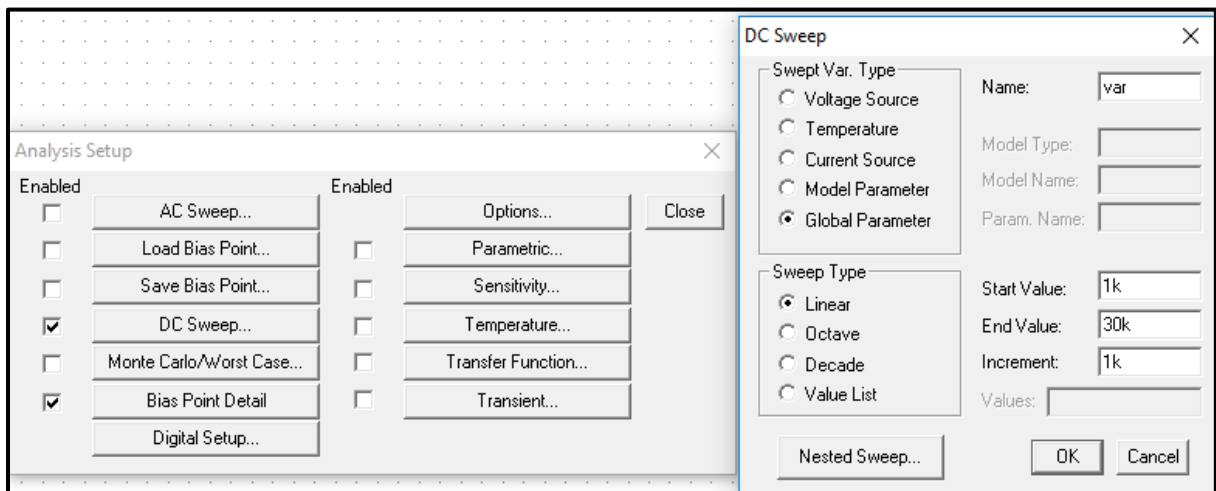 Analysis Setup
Enabled
Enabled
AC Sweep...
Options...
Close
Load Bias Point...
Parametric...
Save Bias Point...
Sensitivity...
DC Sweep...
Temperature...
Monte Carlo/Worst Case...
Transfer Function...
Bias Point Detail
Transient...
Digital Setup...
DC Sweep
Swept Var. Type
Voltage Source
Temperature
Current Source
Model Parameter
Global Parameter
Name: var
Model Type:
Model Name:
Param. Name:
Sweep Type
Linear
Octave
Decade
Value List
Start Value: 1k
End Value: 30k
Increment: 1k
Values:
Nested Sweep...
OK
Cancel